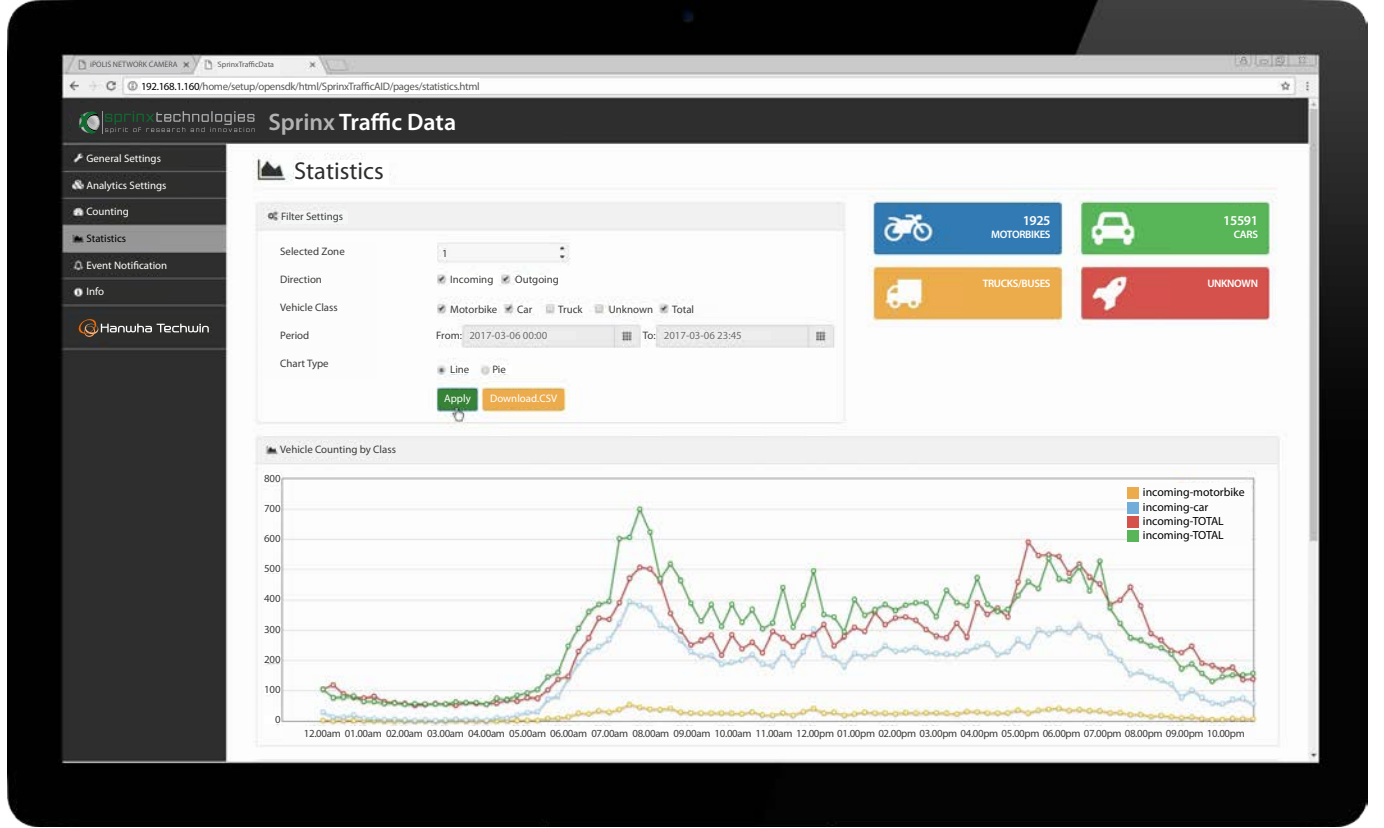 iPOLIS NETWORK CAMERA
SprinxTrafficData
192.168.1.160/home/setup/opensdk/html/SprinxTrafficAID/pages/statistics.html
sprinxtechnologies
spirit of research and innovation
Sprinx Traffic Data
General Settings
Analytics Settings
Counting
Statistics
Event Notification
Info
Hanwha Techwin
Statistics
Filter Settings
Selected Zone 1
Direction Incoming Outgoing
Vehicle Class Motorbike Car Truck Unknown Total
Period From: 2017-03-06 00:00 To: 2017-03-06 23:45
Chart Type Line Pie
Apply Download.CSV
1925
MOTORBIKES
15591
CARS
TRUCKS/BUSES
UNKNOWN
Vehicle Counting by Class
800
700
600
500
400
300
200
100
0
incoming-motorbike
incoming-car
incoming-TOTAL
incoming-TOTAL
12.00am 01.00am 02.00am 03.00am 04.00am 05.00am 06.00am 07.00am 08.00am 09.00am 10.00am 11.00am 12.00pm 01.00pm 02.00pm 03.00pm 04.00pm 05.00pm 06.00pm 07.00pm 08.00pm 09.00pm 10.00pm